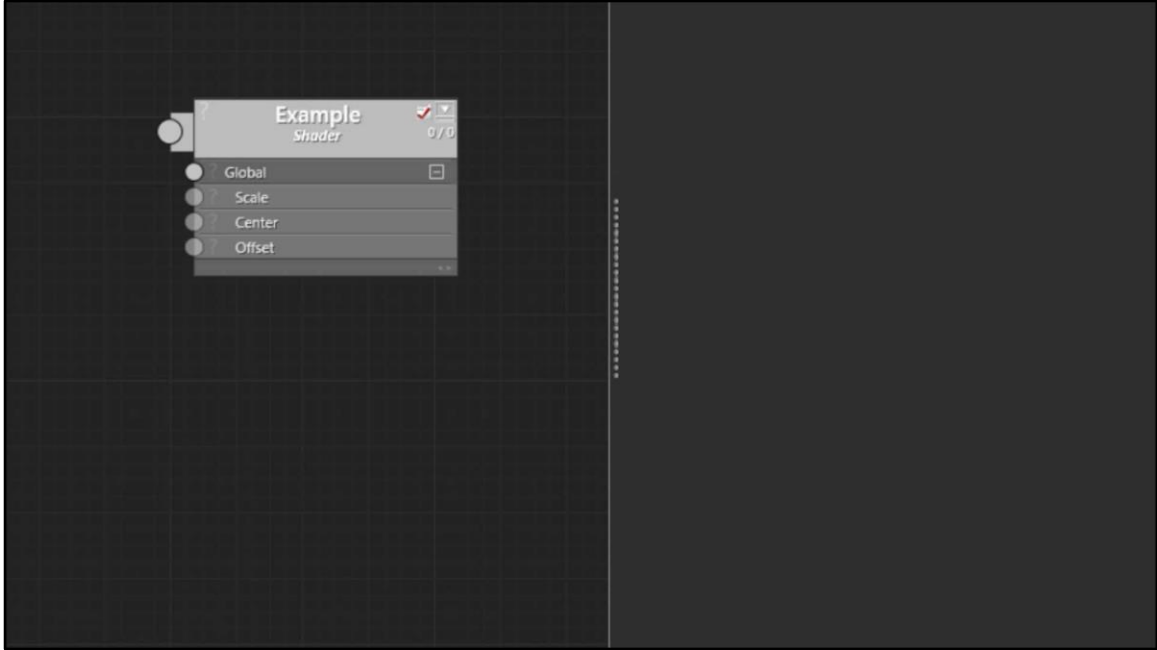 ?
Example
Shader
0/0
? Global
? Scale
? Center
? Offset